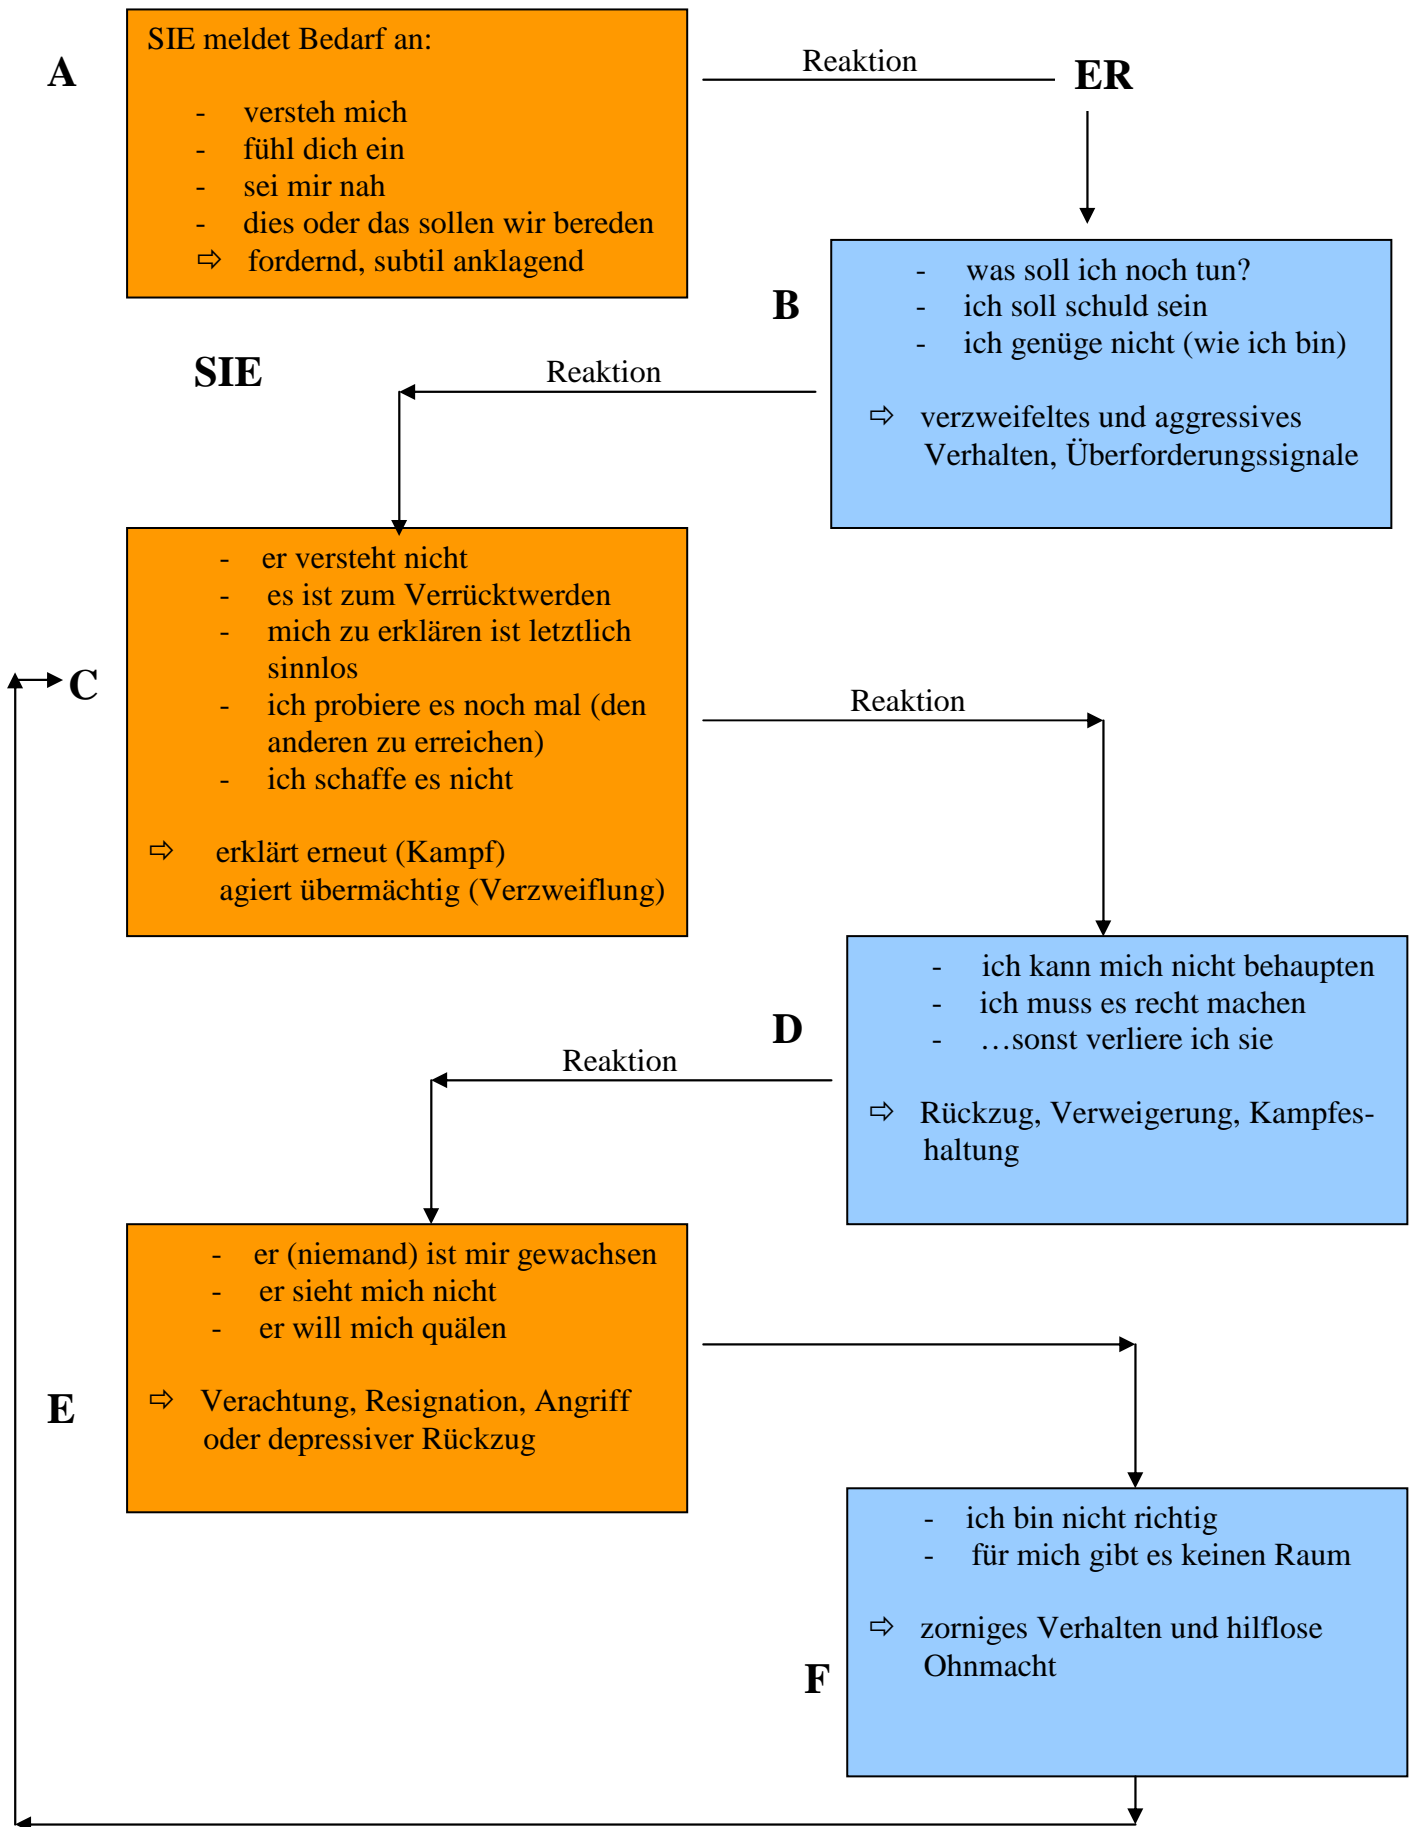 SIE meldet Bedarf an:
A
- versteh mich
- fühl dich ein
- sei mir nah
- dies oder das sollen wir bereden
⇨ fordernd, subtil anklagend
Reaktion
ER
B
- was soll ich noch tun?
- ich soll schuld sein
- ich genüge nicht (wie ich bin)
⇨ verzweifeltes und aggressives
Verhalten, Überforderungssignale
Reaktion
SIE
C
- er versteht nicht
- es ist zum Verrücktwerden
- mich zu erklären ist letztlich
sinnlos
- ich probiere es noch mal (den
anderen zu erreichen)
- ich schaffe es nicht
⇨ erklärt erneut (Kampf)
agiert übermächtig (Verzweiflung)
Reaktion
D
- ich kann mich nicht behaupten
- ich muss es recht machen
- …sonst verliere ich sie
⇨ Rückzug, Verweigerung, Kampfes-
haltung
Reaktion
E
- er (niemand) ist mir gewachsen
- er sieht mich nicht
- er will mich quälen
⇨ Verachtung, Resignation, Angriff
oder depressiver Rückzug
F
- ich bin nicht richtig
- für mich gibt es keinen Raum
⇨ zorniges Verhalten und hilflose
Ohnmacht